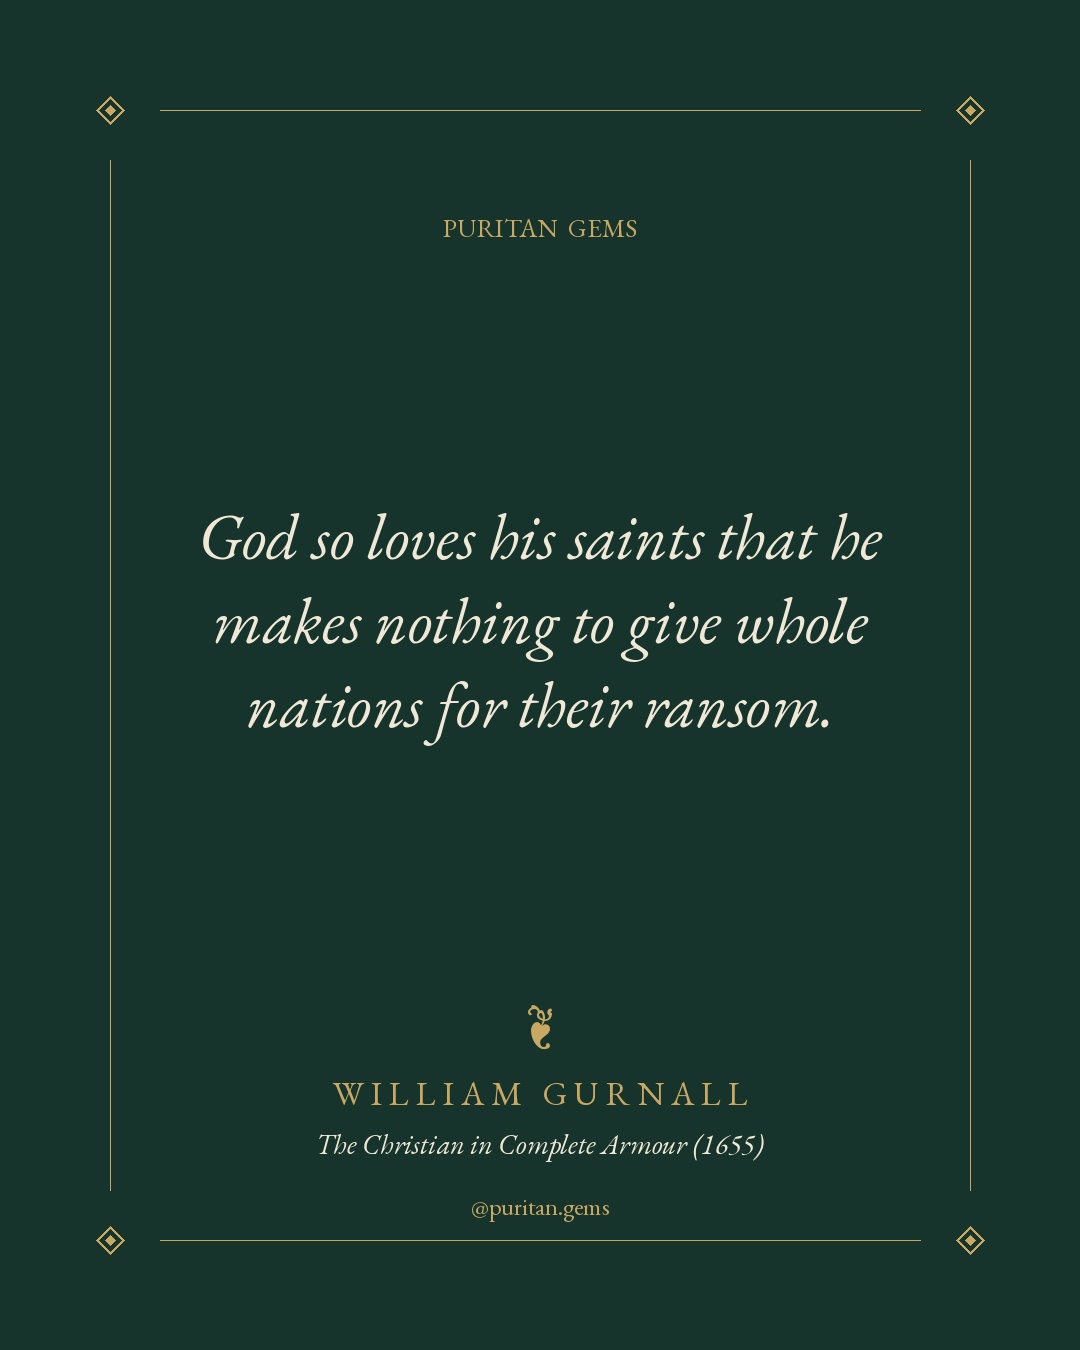 PURITAN GEMS
God so loves his saints that he
makes nothing to give whole
nations for their ransom.
WILLIAM GURNALL
The Christian in Complete Armour (1655)
@puritan.gems